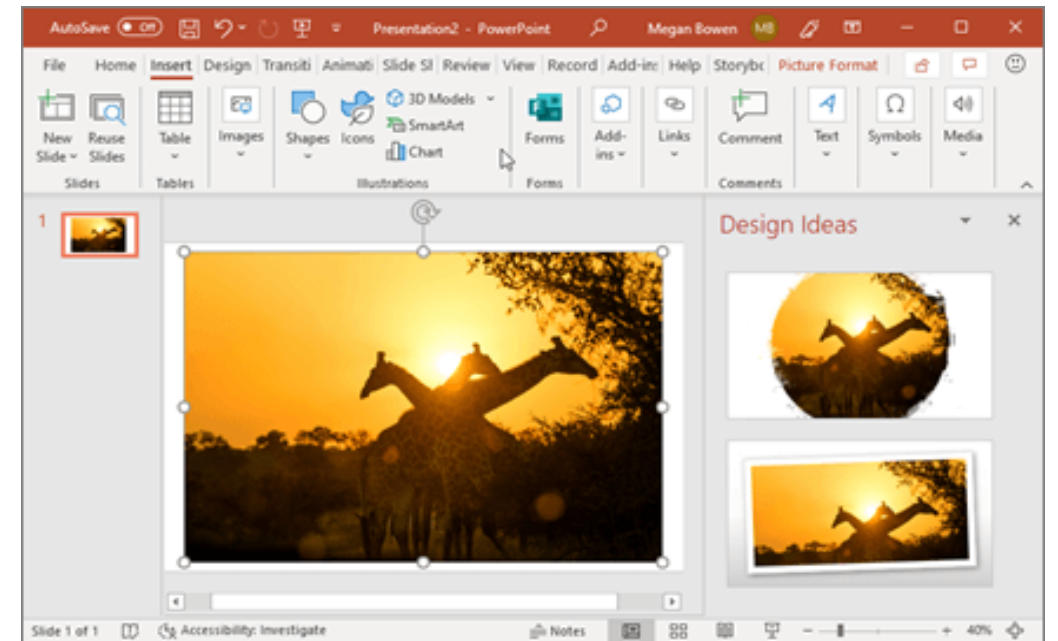 AutoSave Off Presentation2 - PowerPoint Megan Bowen MB
File Home Insert Design Transiti Animati Slide Sl Review View Record Add-in: Help Storybc Picture Format
New Slide Reuse Slides Table Images Shapes Icons 3D Models SmartArt Chart Forms Add-ins Links Comment Text Symbols Media
Slides Tables Illustrations Forms Comments
1
Design Ideas
Slide 1 of 1 Accessibility: Investigate Notes 40%